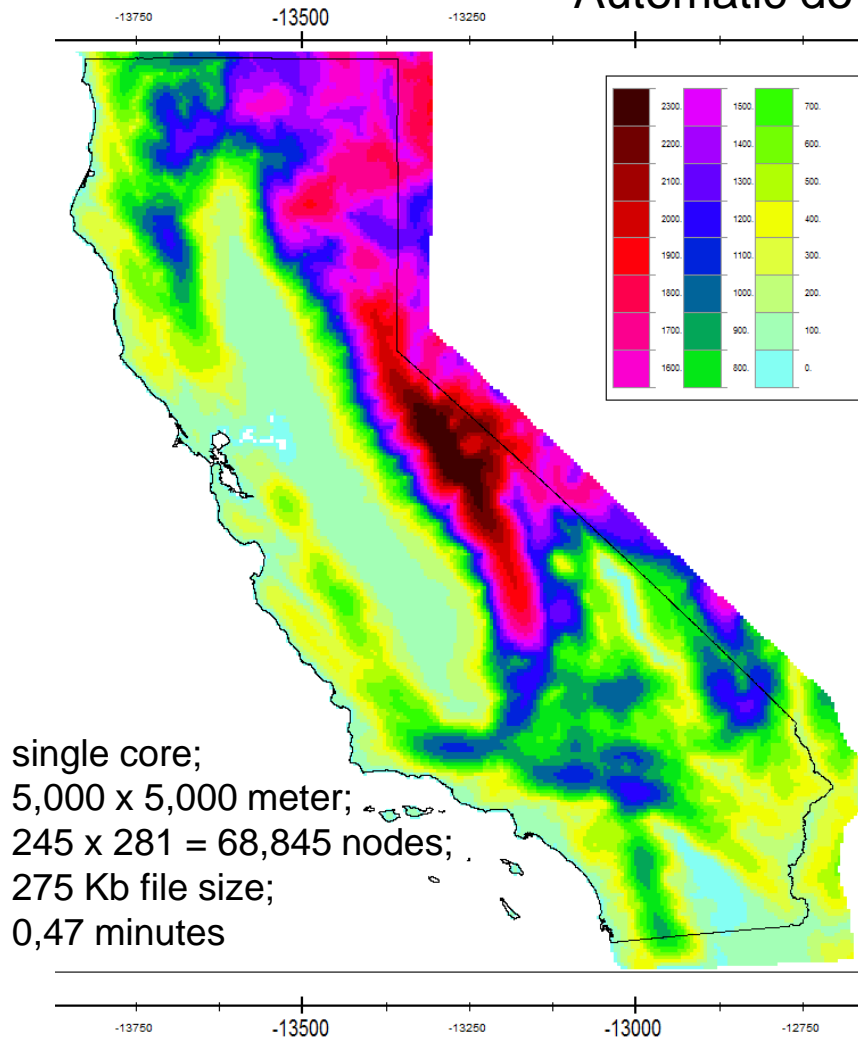 Automatic do
-13750 -13500 -13250
2300. 1500. 700.
2200. 1400. 600.
2100. 1300. 500.
2000. 1200. 400.
1900. 1100. 300.
1800. 1000. 200.
1700. 900. 100.
1600. 800. 0.
single core;
5,000 x 5,000 meter;
245 x 281 = 68,845 nodes;
275 Kb file size;
0,47 minutes
-13750 -13500 -13250 -13000 -12750